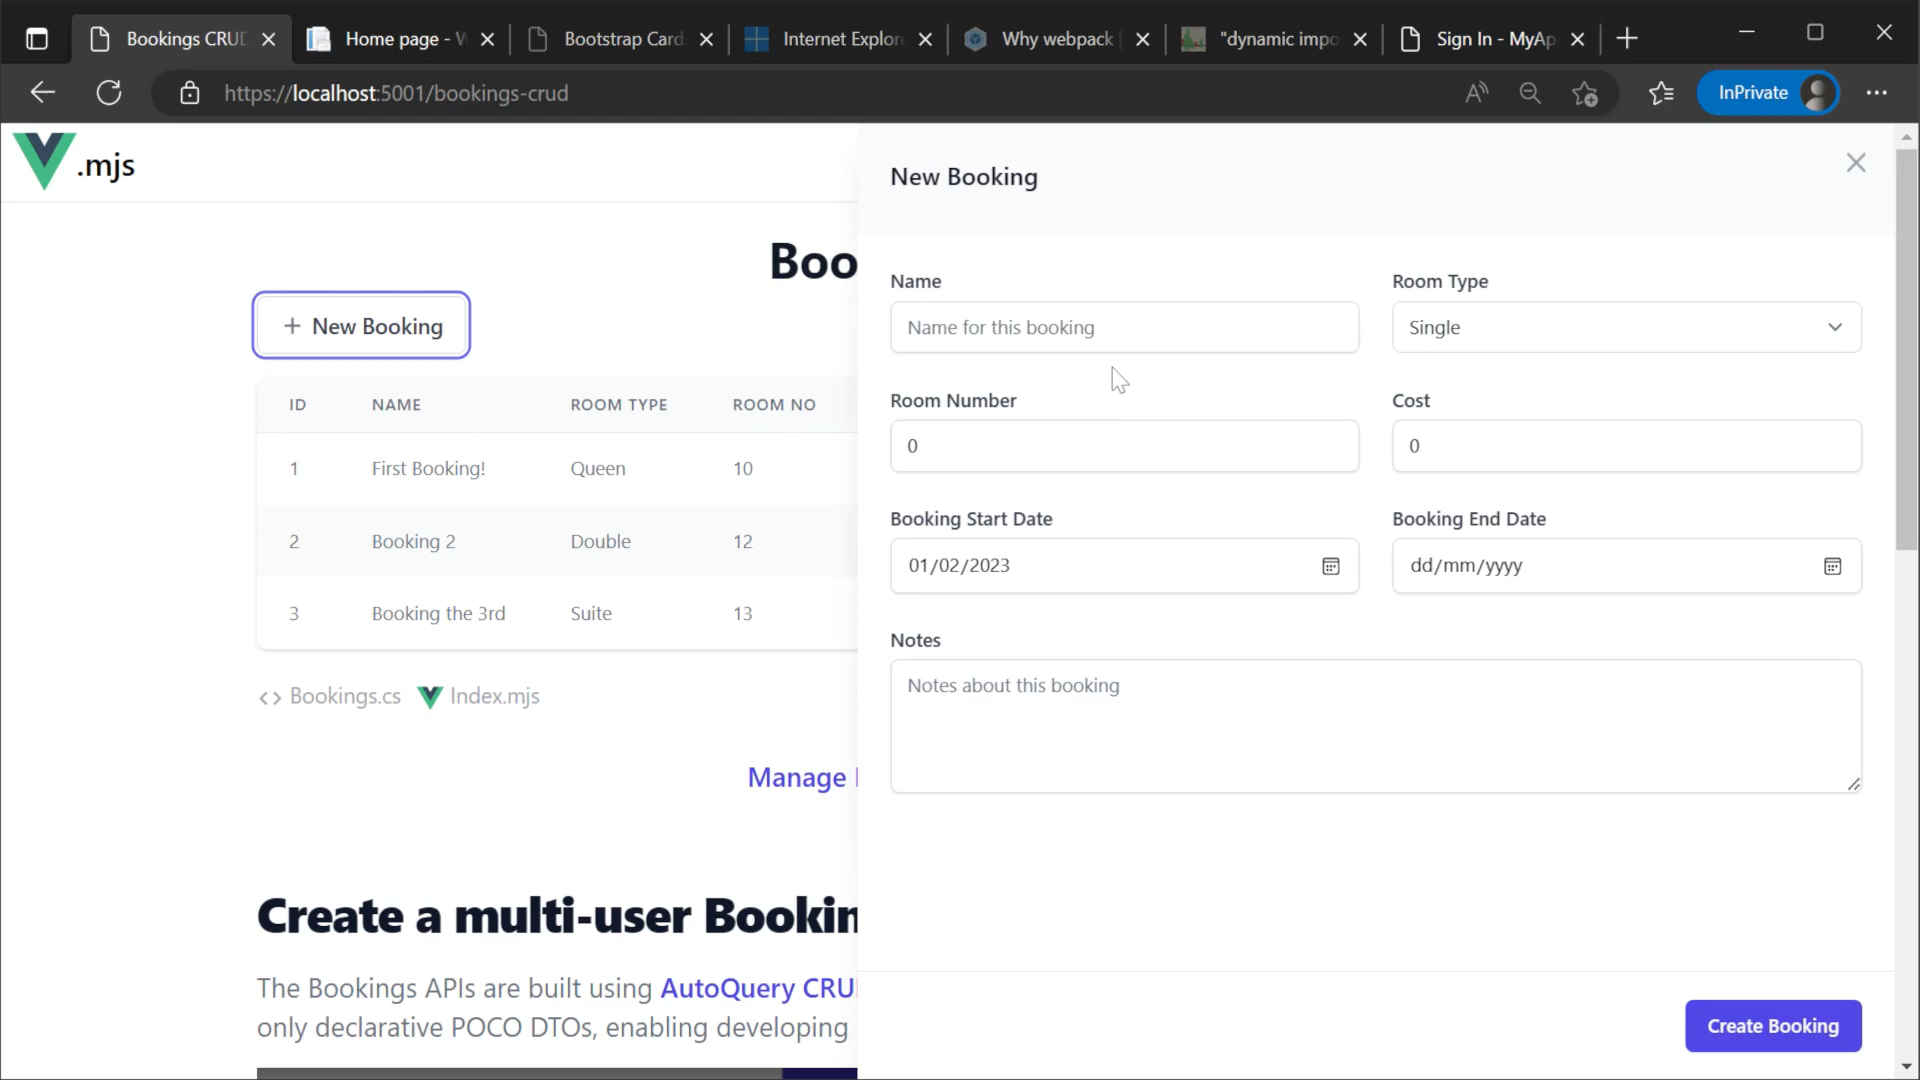 Bookings CRUD
Home page - W
Bootstrap Card
Internet Explore
Why webpack
"dynamic impo
Sign In - MyAp
https://localhost:5001/bookings-crud
InPrivate
.mjs
Boo
New Booking
ID NAME ROOM TYPE ROOM NO
1 First Booking! Queen 10
2 Booking 2 Double 12
3 Booking the 3rd Suite 13
<> Bookings.cs Index.mjs
Manage
Create a multi-user Bookin
The Bookings APIs are built using AutoQuery CRU
only declarative POCO DTOs, enabling developing
New Booking
Name Room Type
Name for this booking Single
Room Number Cost
0 0
Booking Start Date Booking End Date
01/02/2023 dd/mm/yyyy
Notes
Notes about this booking
Create Booking